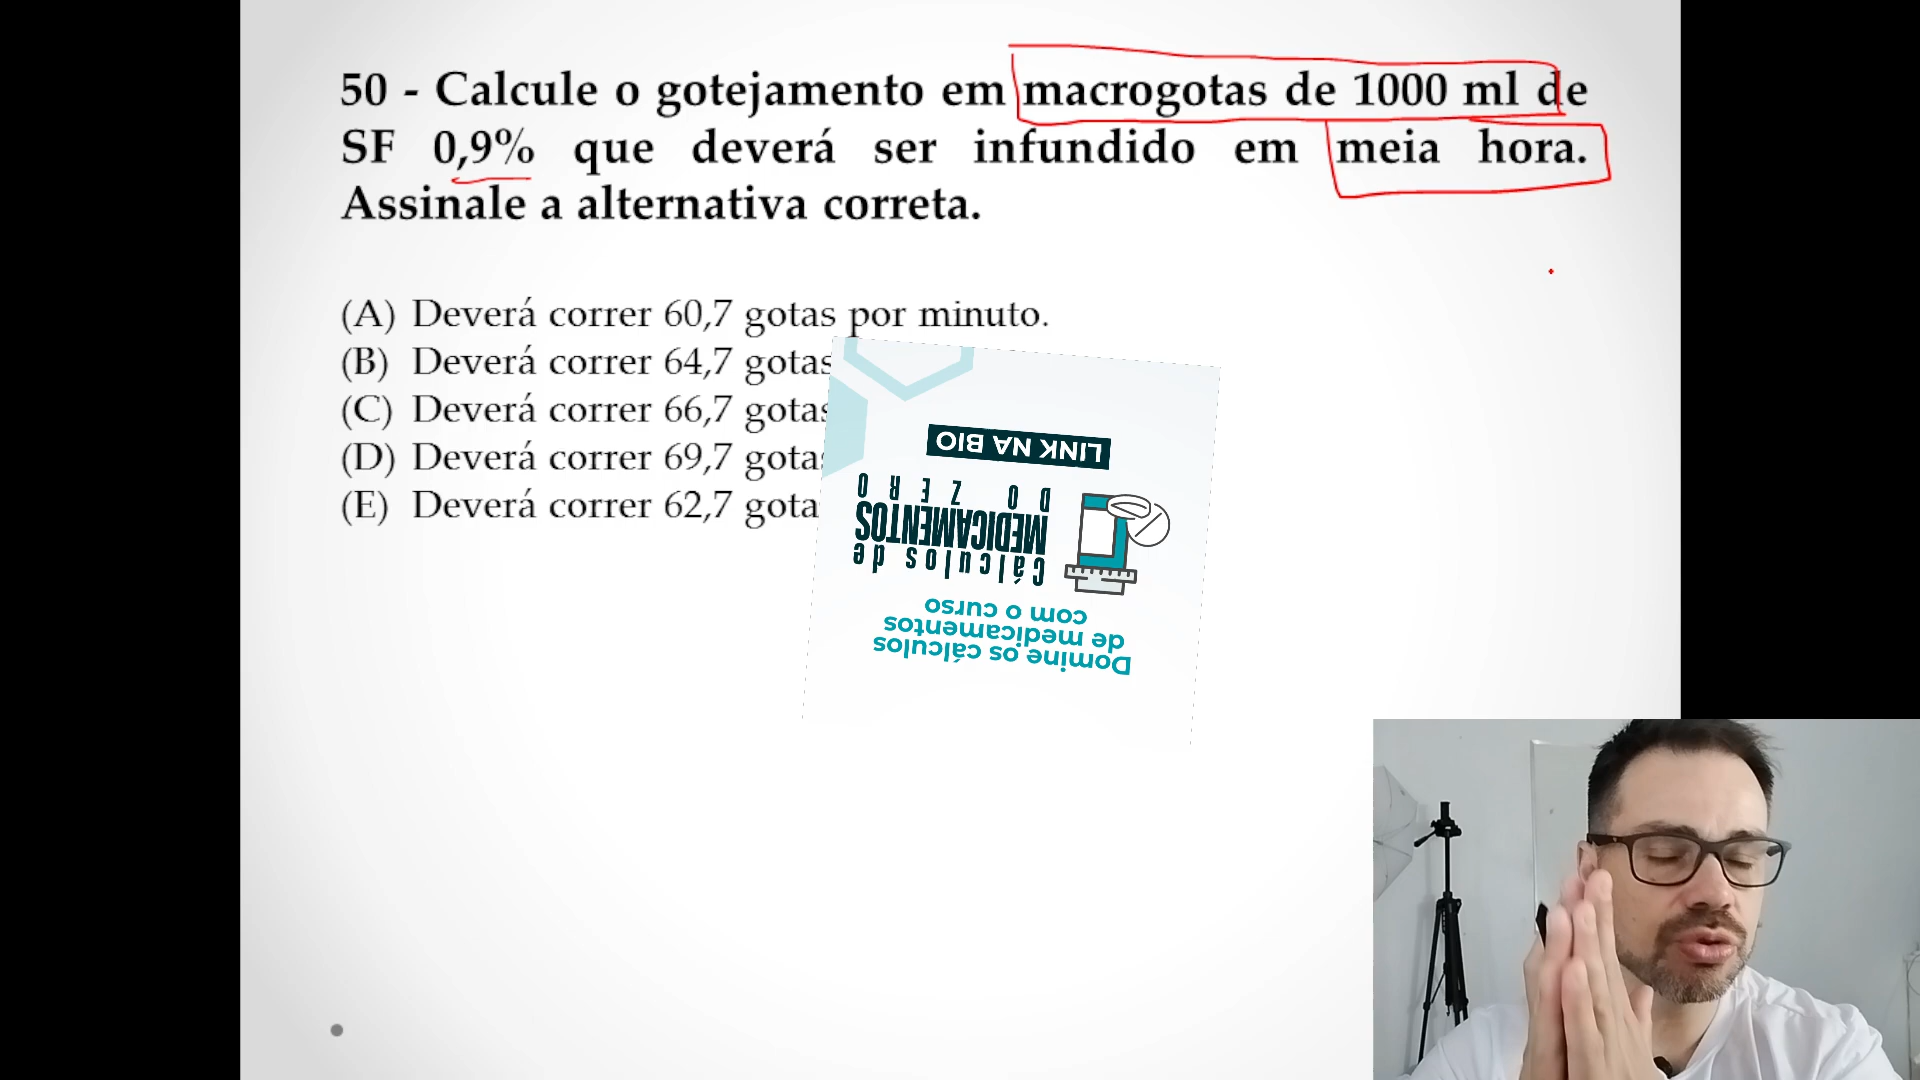 50 - Calcule o gotejamento em macrogotas de 1000 ml de
SF 0,9% que deverá ser infundido em meia hora.
Assinale a alternativa correta.
(A) Deverá correr 60,7 gotas por minuto.
(B) Deverá correr 64,7 gotas
(C) Deverá correr 66,7 gotas
(D) Deverá correr 69,7 gotas
(E) Deverá correr 62,7 gota
Domine os cálculos
de medicamentos
com o curso
cálculos de
MEDICAMENTOS
DO ZERO
LINK NA BIO